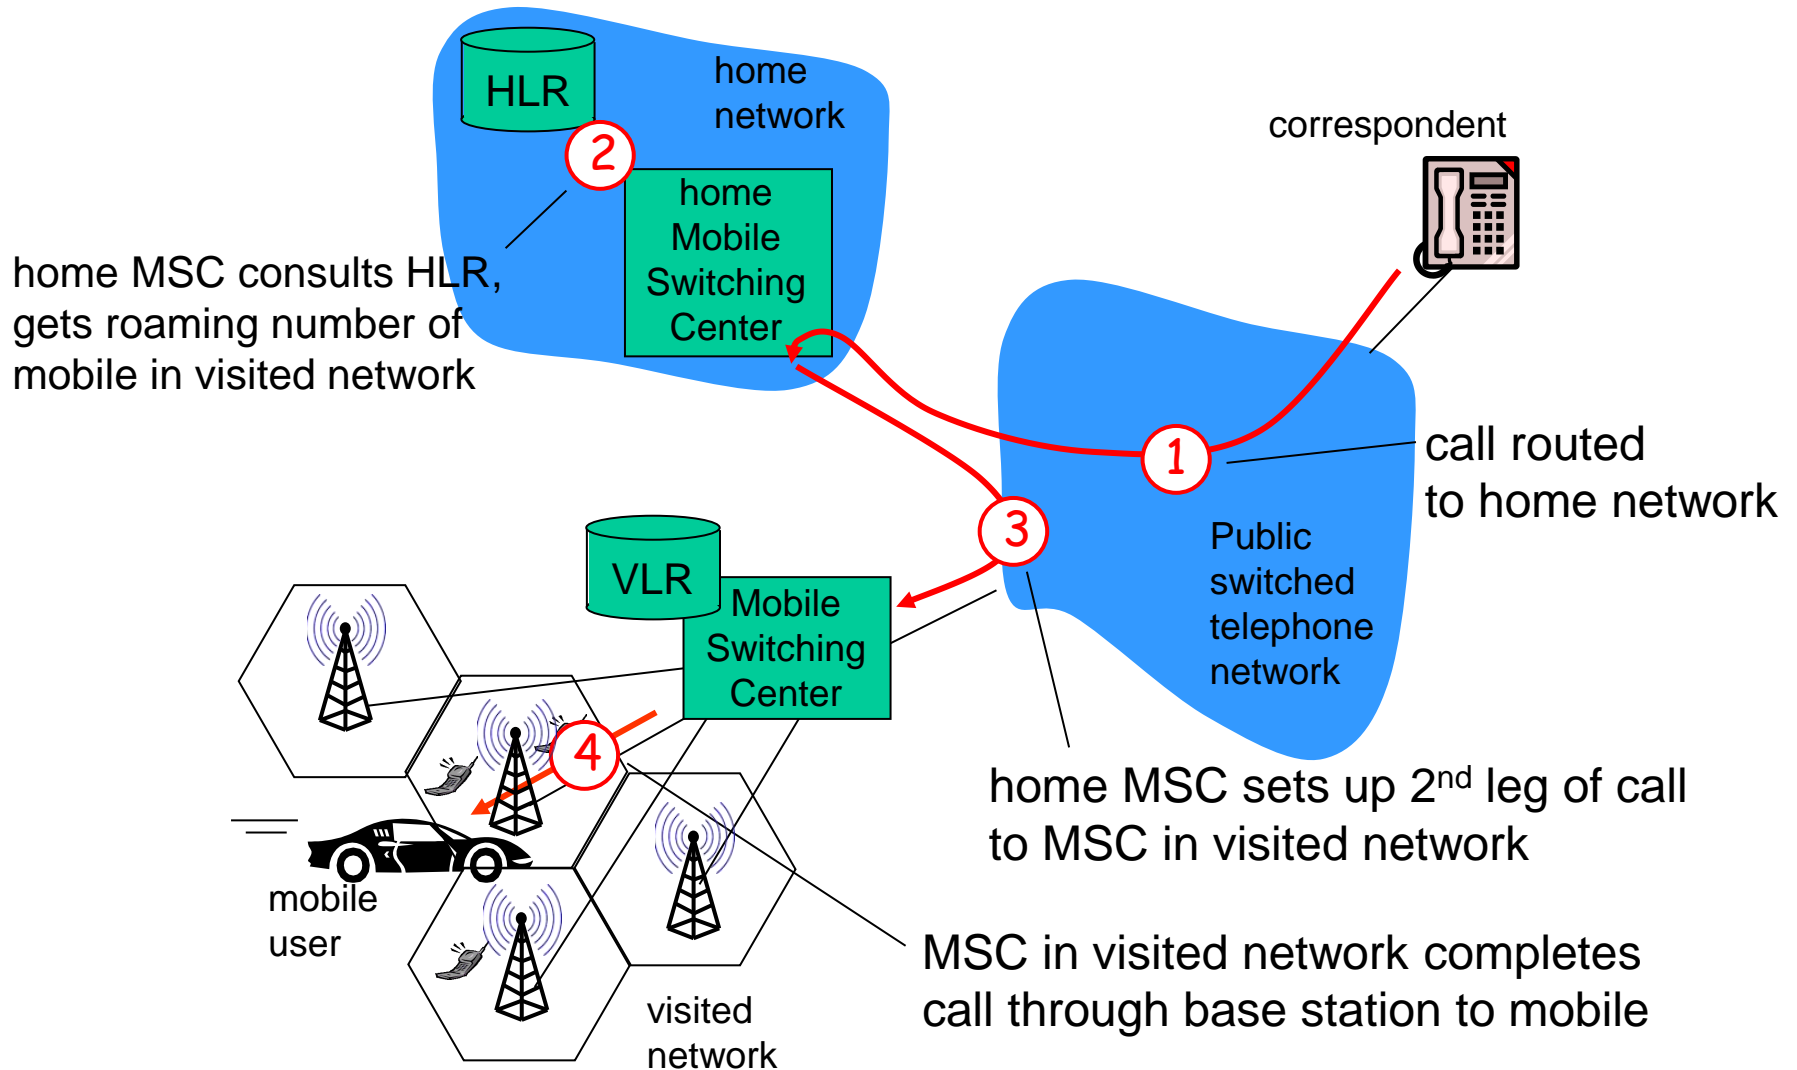 HLR
home
network
2
correspondent
home
Mobile
Switching
Center
home MSC consults HLR,
gets roaming number of
mobile in visited network
1
call routed
to home network
3
Public
switched
telephone
network
VLR
Mobile
Switching
Center
4
home MSC sets up 2nd leg of call
to MSC in visited network
mobile
user
MSC in visited network completes
call through base station to mobile
visited
network